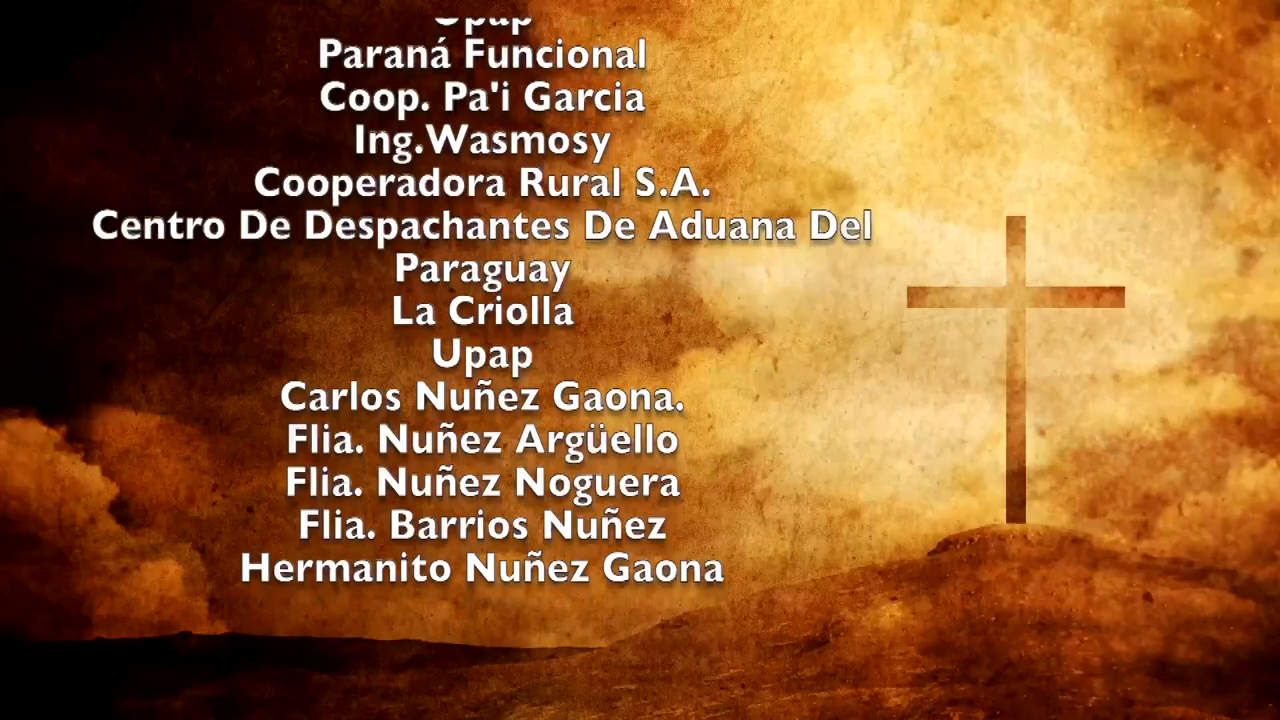 Upap
Paraná Funcional
Coop. Pa'i Garcia
Ing.Wasmosy
Cooperadora Rural S.A.
Centro De Despachantes De Aduana Del
Paraguay
La Criolla
Upap
Carlos Nuñez Gaona.
Flia. Nuñez Argüello
Flia. Nuñez Noguera
Flia. Barrios Nuñez
Hermanito Nuñez Gaona